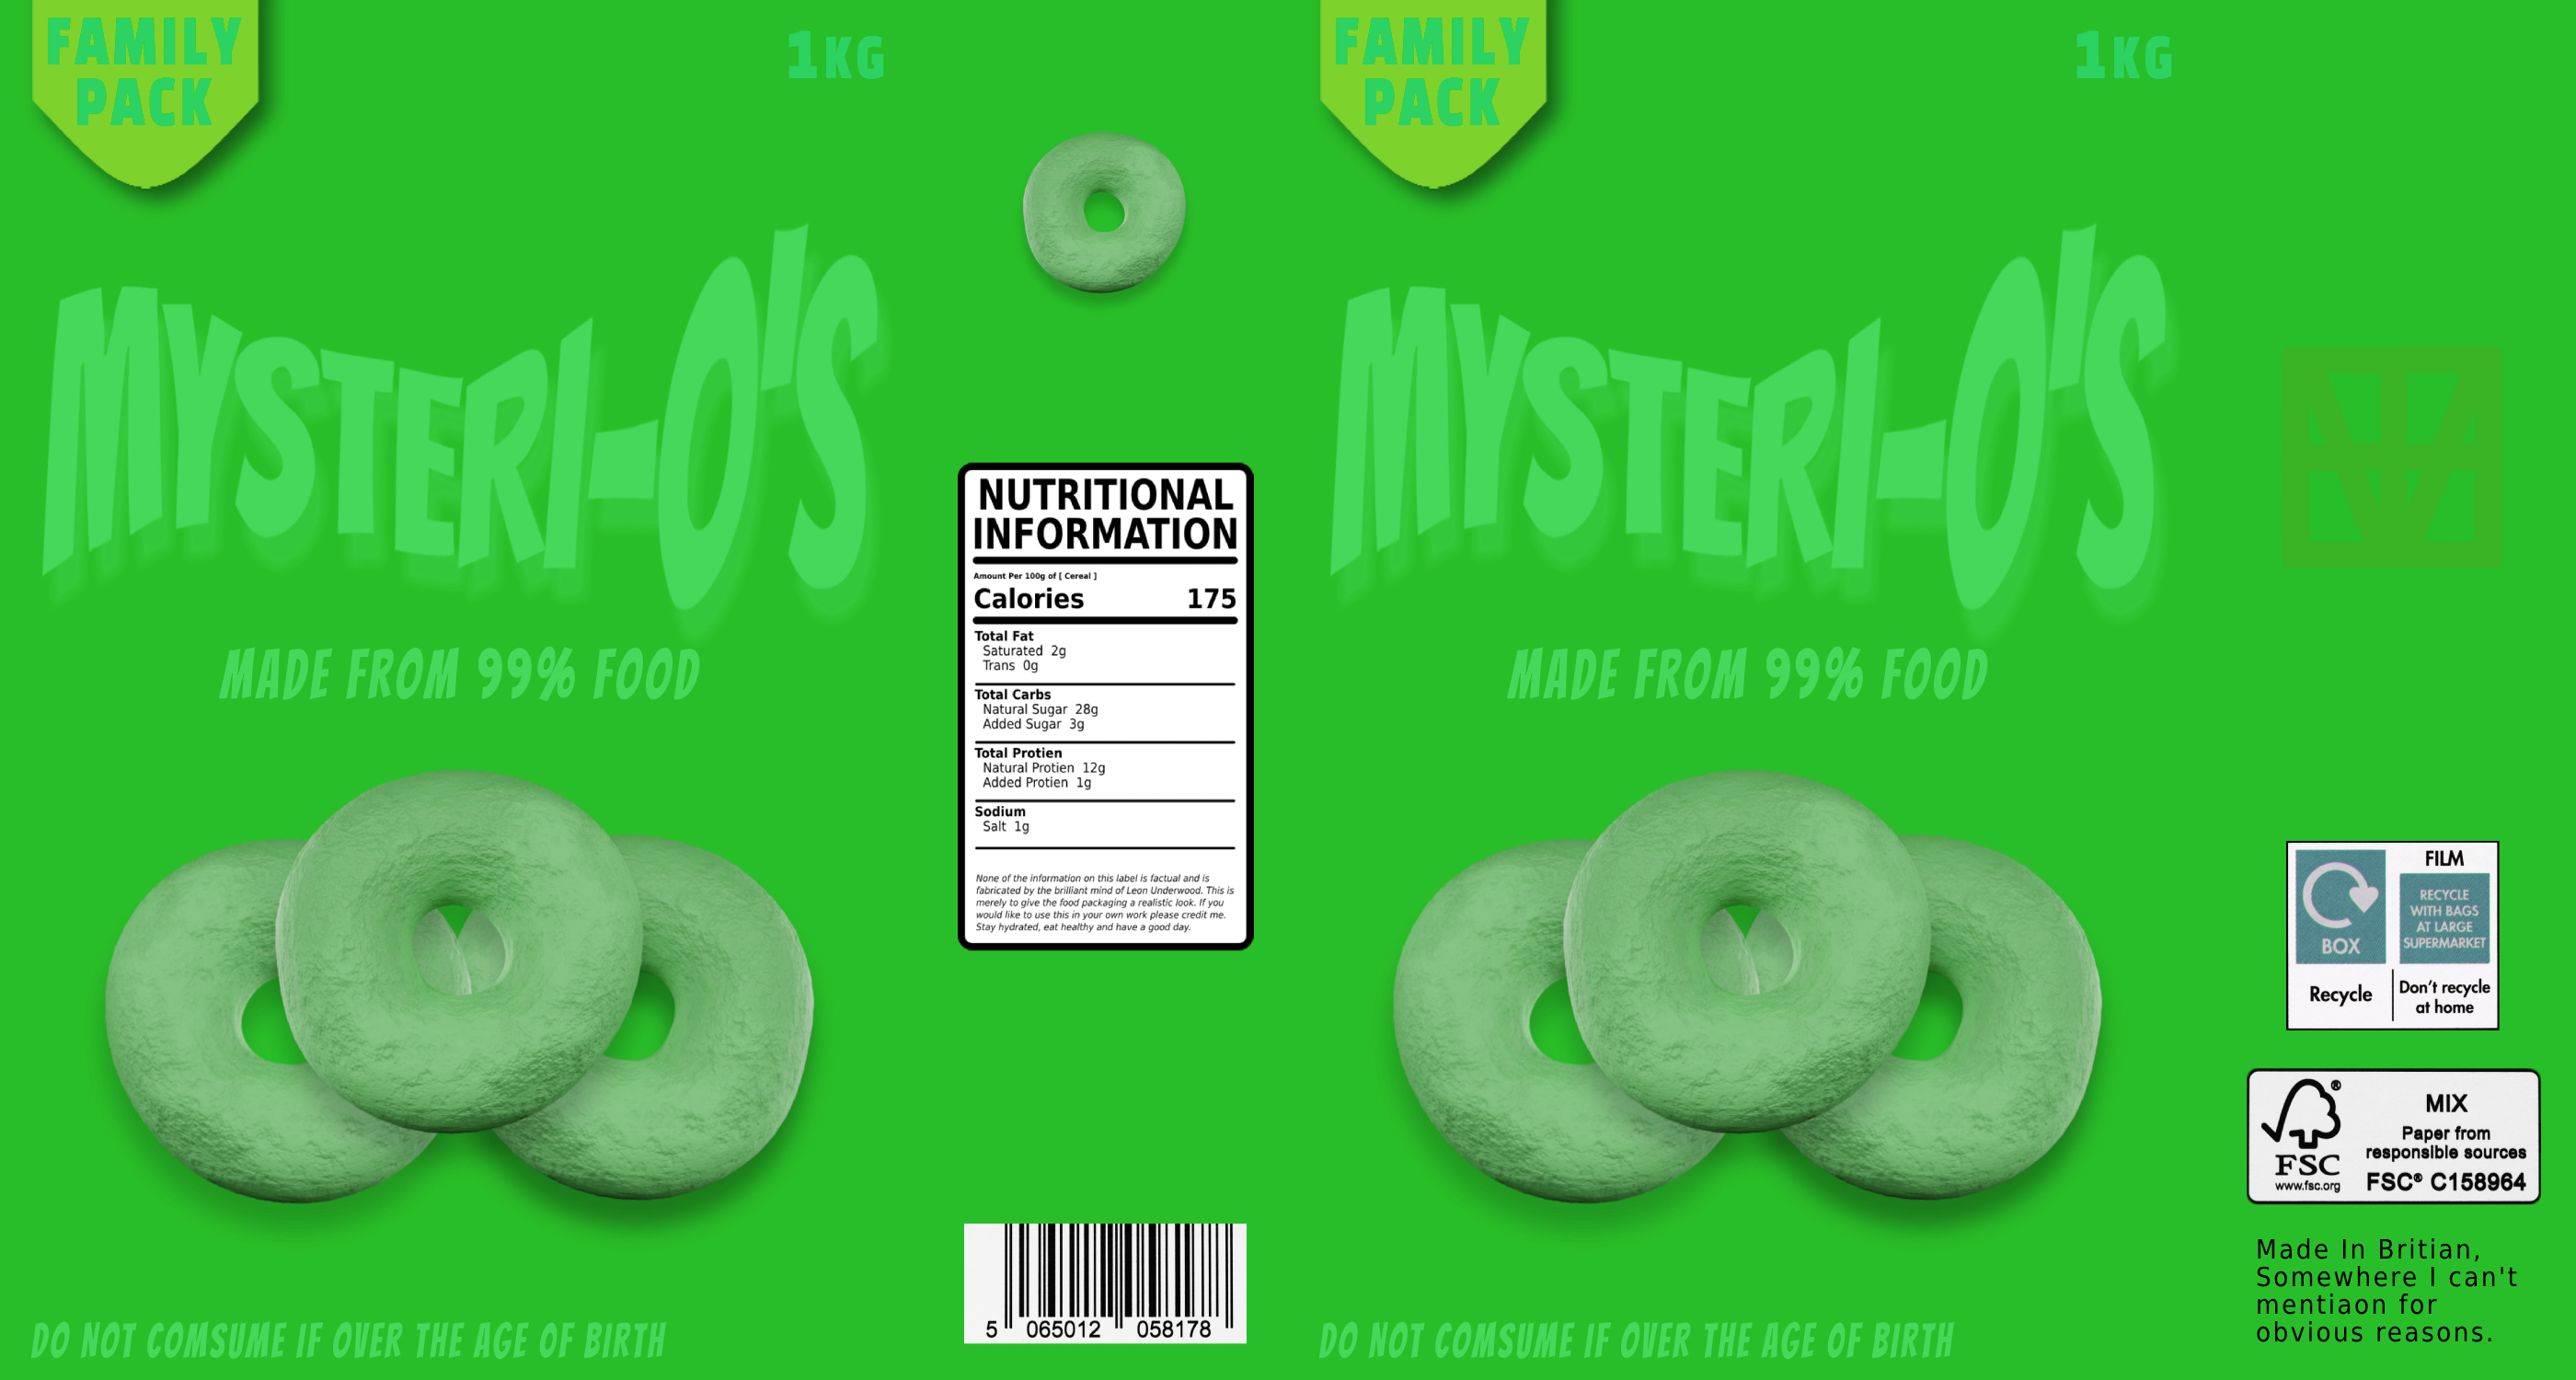 FAMILY
PACK
1KG
MYSTERI-O'S
MADE FROM 99% FOOD
DO NOT COMSUME IF OVER THE AGE OF BIRTH
NUTRITIONAL
INFORMATION
Amount Per 100g of [ Cereal ]
Calories 175
Total Fat
Saturated 2g
Trans 0g
Total Carbs
Natural Sugar 28g
Added Sugar 3g
Total Protien
Natural Protien 12g
Added Protien 1g
Sodium
Salt 1g
None of the information on this label is factual and is
fabricated by the brilliant mind of Leon Underwood. This is
merely to give the food packaging a realistic look. If you
would like to use this in your own work please credit me.
Stay hydrated, eat healthy and have a good day.
5 065012 058178
FAMILY
PACK
1KG
MYSTERI-O'S
MADE FROM 99% FOOD
DO NOT COMSUME IF OVER THE AGE OF BIRTH
BOX
Recycle
FILM
RECYCLE
WITH BAGS
AT LARGE
SUPERMARKET
Don't recycle
at home
FSC
www.fsc.org
MIX
Paper from
responsible sources
FSC® C158964
Made In Britian,
Somewhere I can't
mentiaon for
obvious reasons.